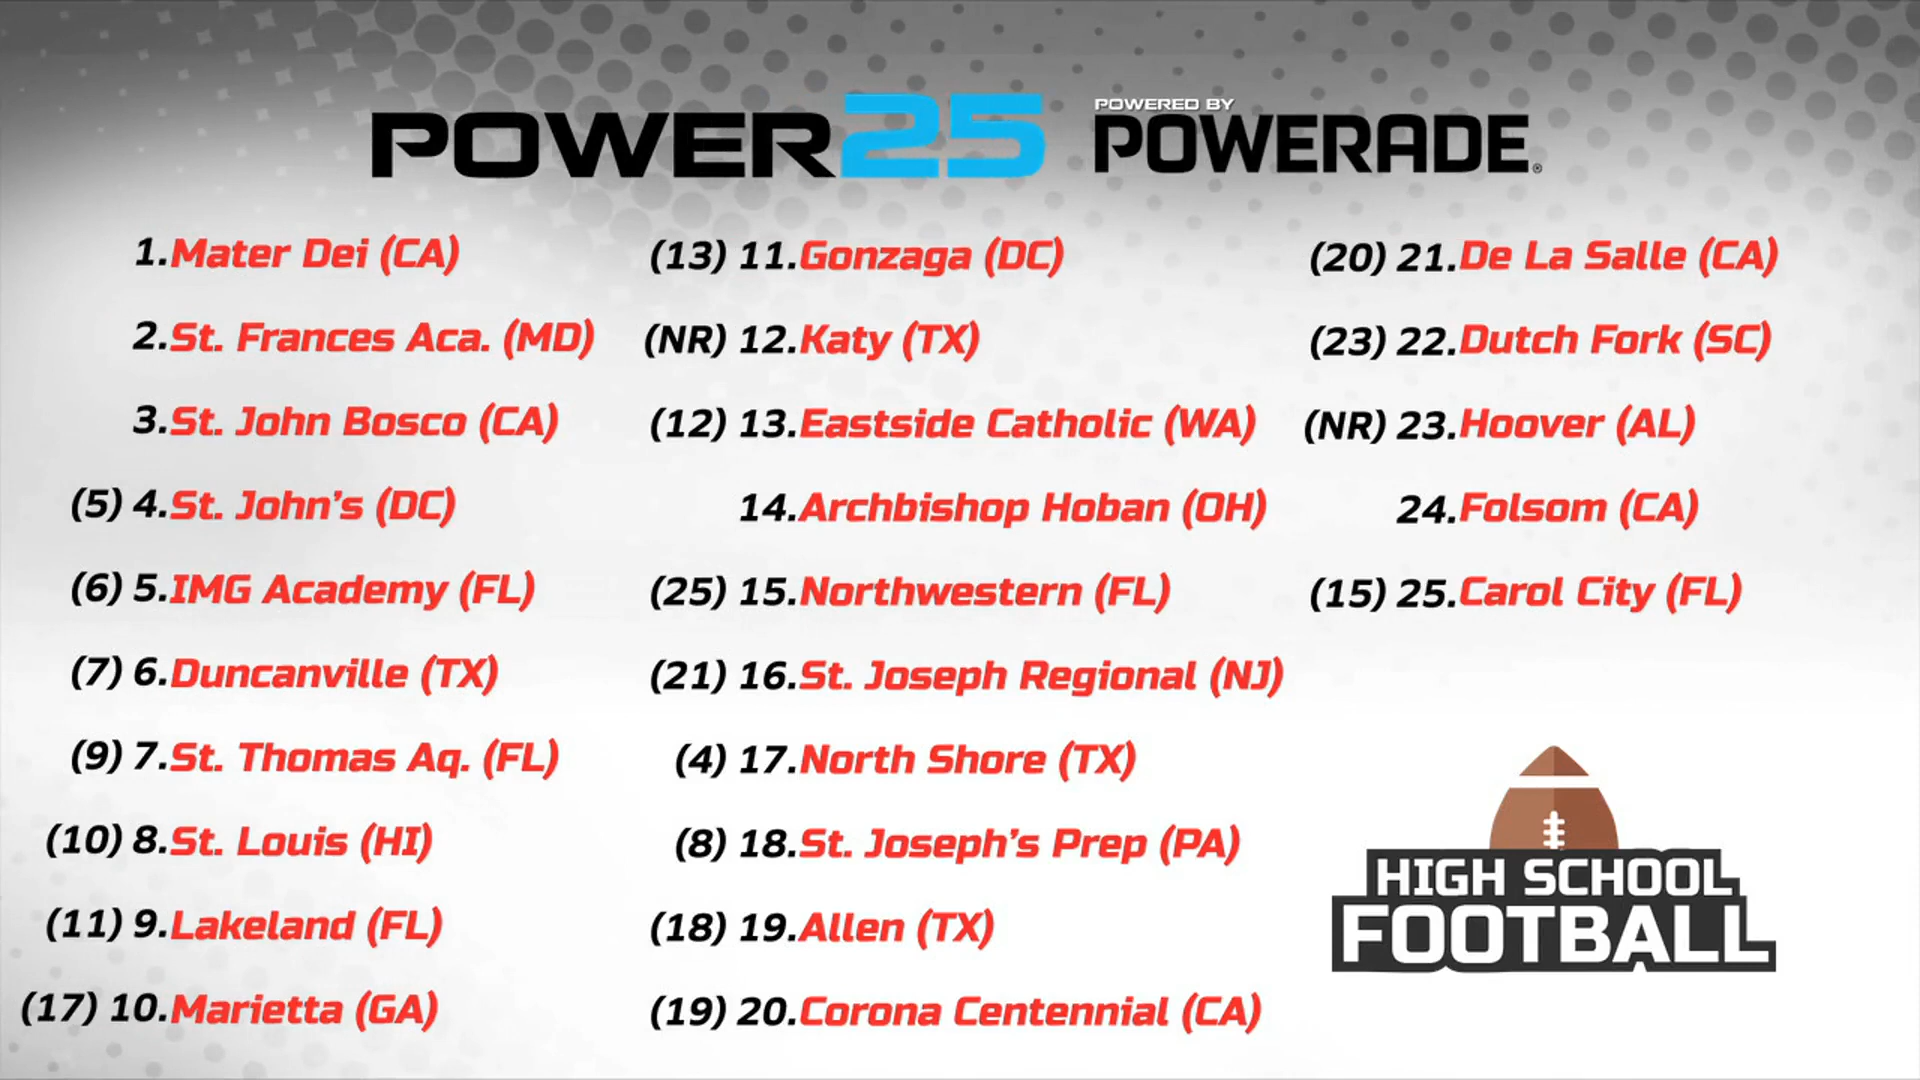 POWER25
POWERED BY
POWERADE®
1. Mater Dei (CA)
2. St. Frances Aca. (MD)
3. St. John Bosco (CA)
(5) 4. St. John's (DC)
(6) 5. IMG Academy (FL)
(7) 6. Duncanville (TX)
(9) 7. St. Thomas Aq. (FL)
(10) 8. St. Louis (HI)
(11) 9. Lakeland (FL)
(17) 10. Marietta (GA)
(13) 11. Gonzaga (DC)
(NR) 12. Katy (TX)
(12) 13. Eastside Catholic (WA)
14. Archbishop Hoban (OH)
(25) 15. Northwestern (FL)
(21) 16. St. Joseph Regional (NJ)
(4) 17. North Shore (TX)
(8) 18. St. Joseph's Prep (PA)
(18) 19. Allen (TX)
(19) 20. Corona Centennial (CA)
(20) 21. De La Salle (CA)
(23) 22. Dutch Fork (SC)
(NR) 23. Hoover (AL)
24. Folsom (CA)
(15) 25. Carol City (FL)
HIGH SCHOOL
FOOTBALL